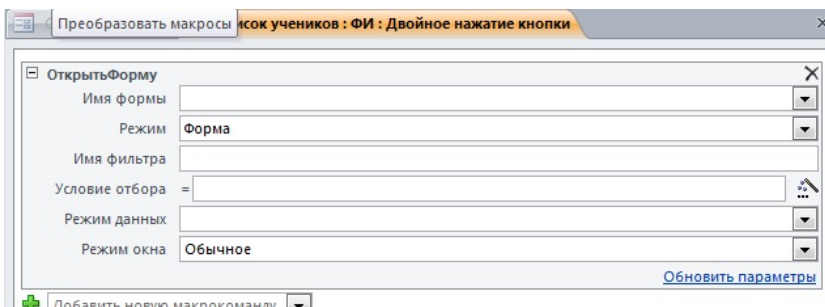 Преобразовать макросы
исок учеников : ФИ : Двойное нажатие кнопки
ОткрытьФорму
Имя формы
Режим Форма
Имя фильтра
Условие отбора =
Режим данных
Режим окна Обычное
Обновить параметры
Добавить новую макрокоманду